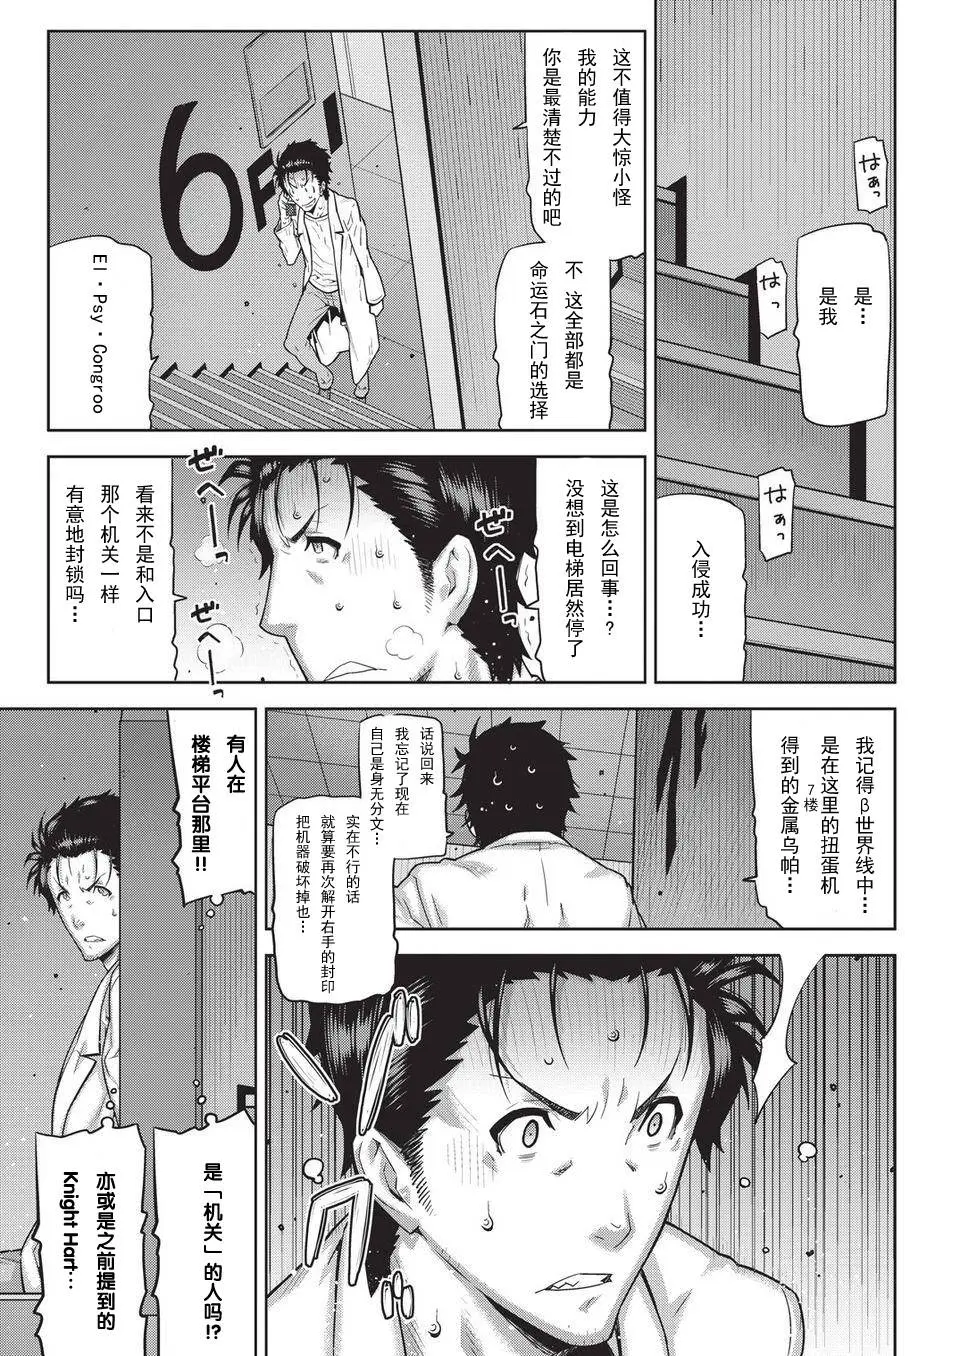 はぁっ
是…
是我
はっ
はぁっ
入侵成功…
这不值得大惊小怪
我的能力
你是最清楚不过的吧
不 这全部都是
命运石之门的选择
6F
El・Psy・Congroo
这是怎么回事…?
没想到电梯居然停了
ぜへーー
ぜへーー
ぜへーー
看来不是和入口
那个机关一样
有意地封锁吗…
我记得β世界线中…
是在这里的扭蛋机
7楼
得到的金属乌帕…
话说回来
我忘记了现在
自己是身无分文…
实在不行的话
就算要再次解开右手的封印
把机器破坏掉也…
有人在
楼梯平台那里!!
是「机关」的人吗!?
亦或是之前提到的
Knight Hart…